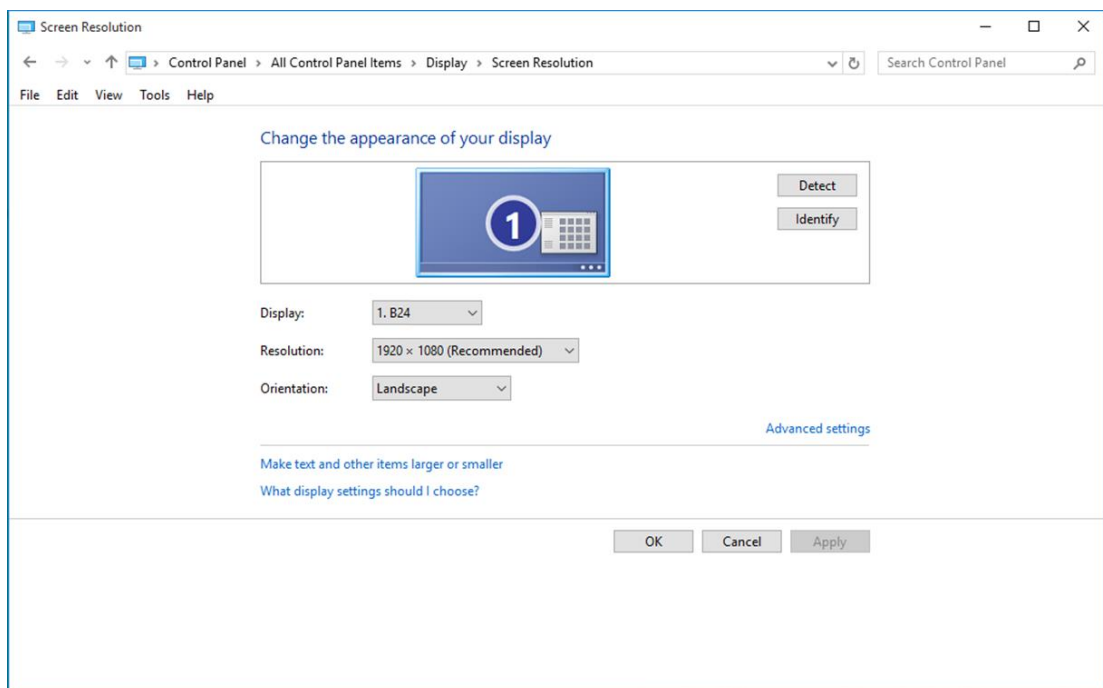 Screen Resolution
Control Panel > All Control Panel Items > Display > Screen Resolution
Search Control Panel
File Edit View Tools Help
Change the appearance of your display
1
Detect
Identify
Display: 1. B24
Resolution: 1920 × 1080 (Recommended)
Orientation: Landscape
Advanced settings
Make text and other items larger or smaller
What display settings should I choose?
OK Cancel Apply